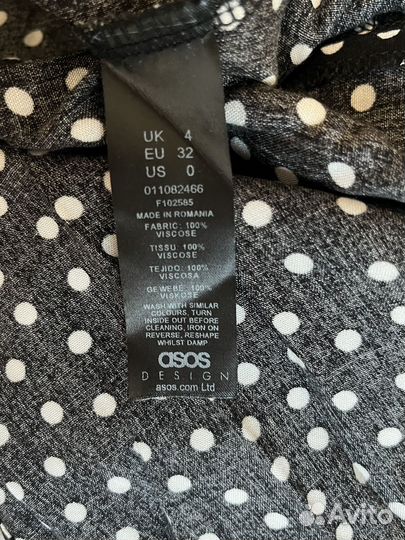 UK 4
EU 32
US 0
011082466
F102585
MADE IN ROMANIA
FABRIC: 100%
VISCOSE
TISSU: 100%
VISCOSE
TEJIDO: 100%
VISCOSA
GEWEBE: 100%
VISKOSE
WASH WITH SIMILAR
COLOURS, TURN
INSIDE OUT BEFORE
CLEANING, IRON ON
REVERSE, RESHAPE
WHILST DAMP
asos
DESIGN
asos.com Ltd
Avito